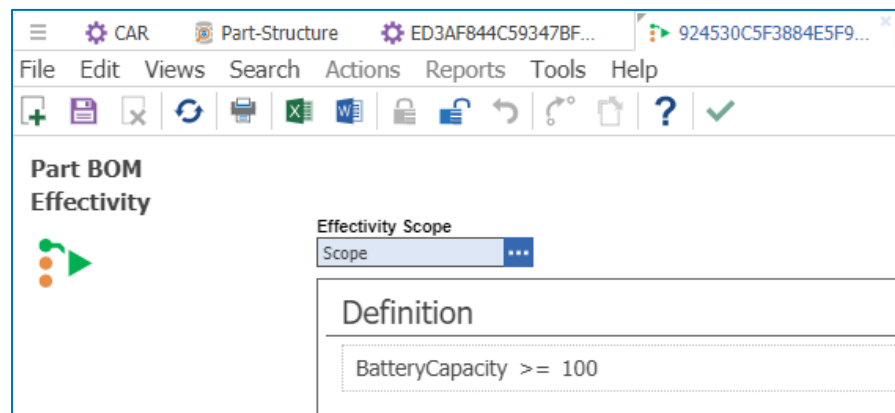 CAR Part-Structure ED3AF844C59347BF... 924530C5F3884E5F9...
File Edit Views Search Actions Reports Tools Help
Part BOM
Effectivity
Effectivity Scope
Scope
Definition
BatteryCapacity >= 100